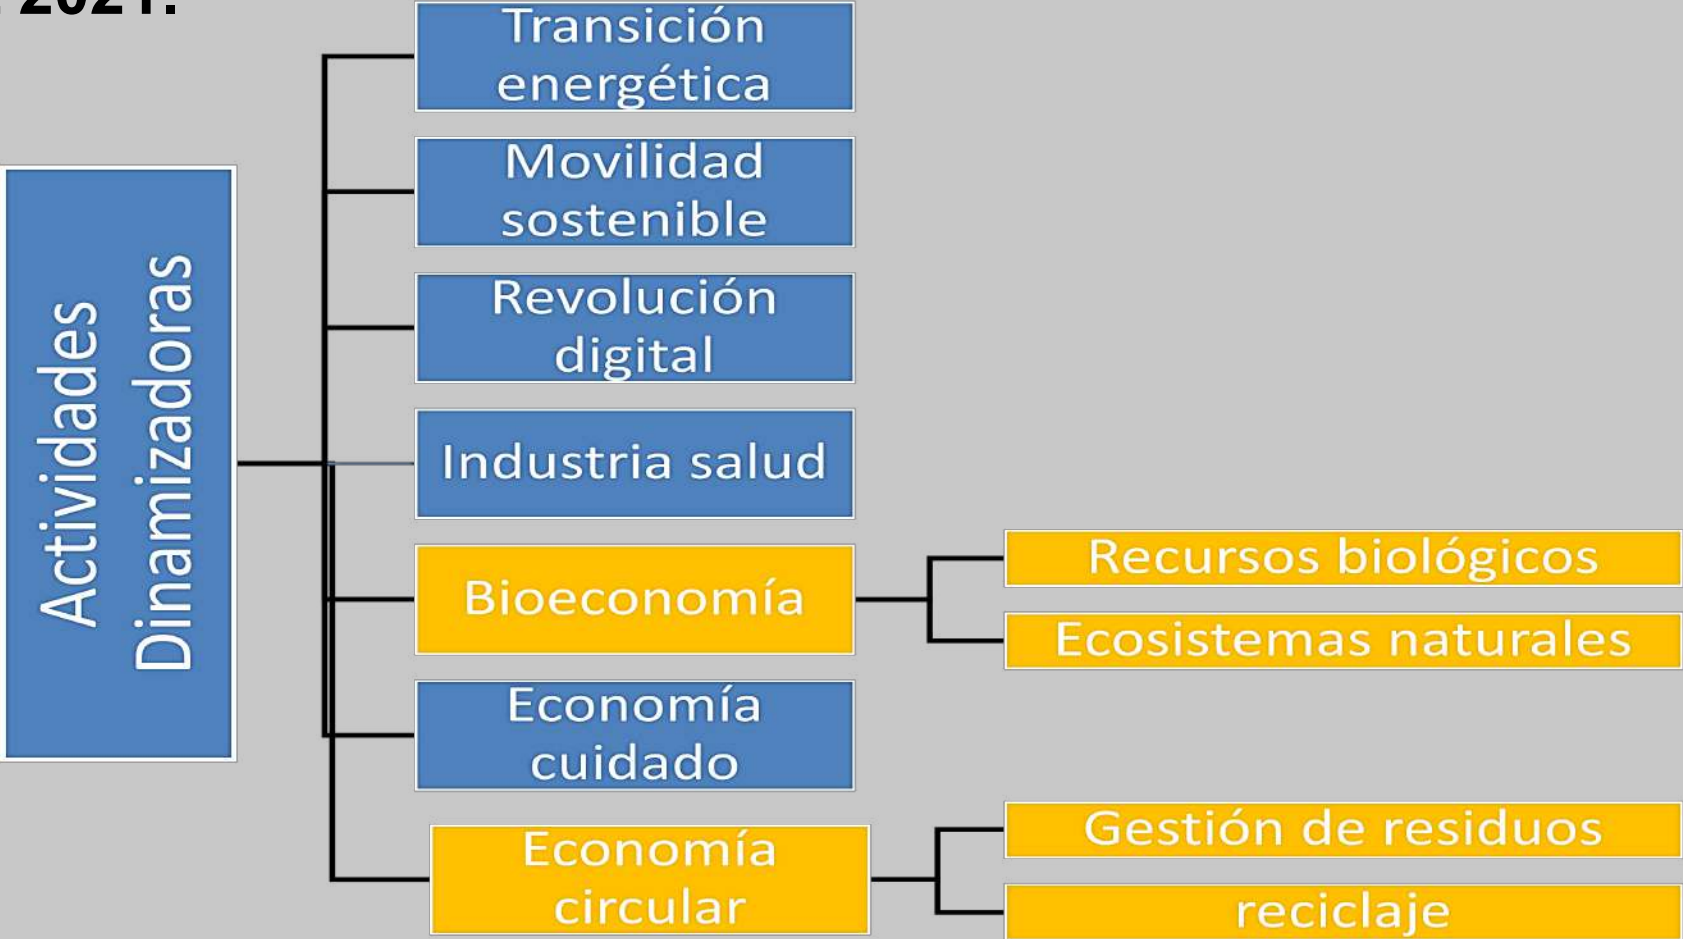 2021.
Transición
energética
Movilidad
sostenible
Revolución
digital
Actividades
Dinamizadoras
Industria salud
Bioeconomía
Recursos biológicos
Ecosistemas naturales
Economía
cuidado
Economía
circular
Gestión de residuos
reciclaje